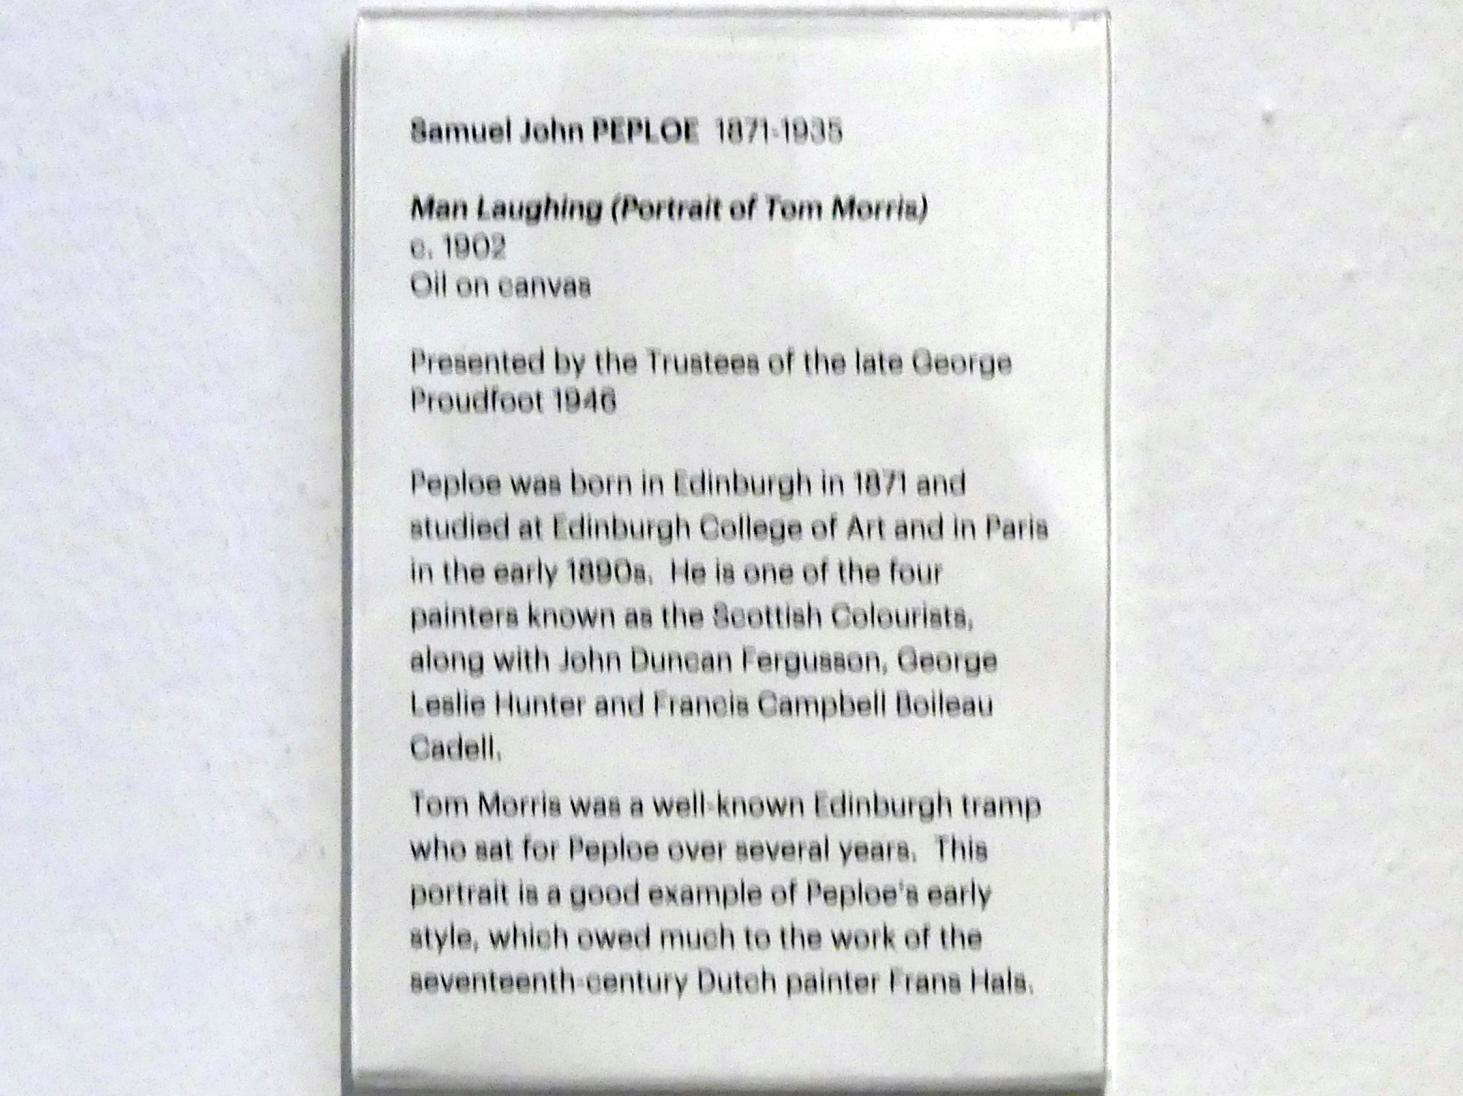 Samuel John PEPLOE 1871-1935
Man Laughing (Portrait of Tom Morris)
c. 1902
Oil on canvas
Presented by the Trustees of the late George
Proudfoot 1946
Peploe was born in Edinburgh in 1871 and
studied at Edinburgh College of Art and in Paris
in the early 1890s. He is one of the four
painters known as the Scottish Colourists,
along with John Duncan Fergusson, George
Leslie Hunter and Francis Campbell Boileau
Cadell.
Tom Morris was a well-known Edinburgh tramp
who sat for Peploe over several years. This
portrait is a good example of Peploe's early
style, which owed much to the work of the
seventeenth-century Dutch painter Frans Hals.